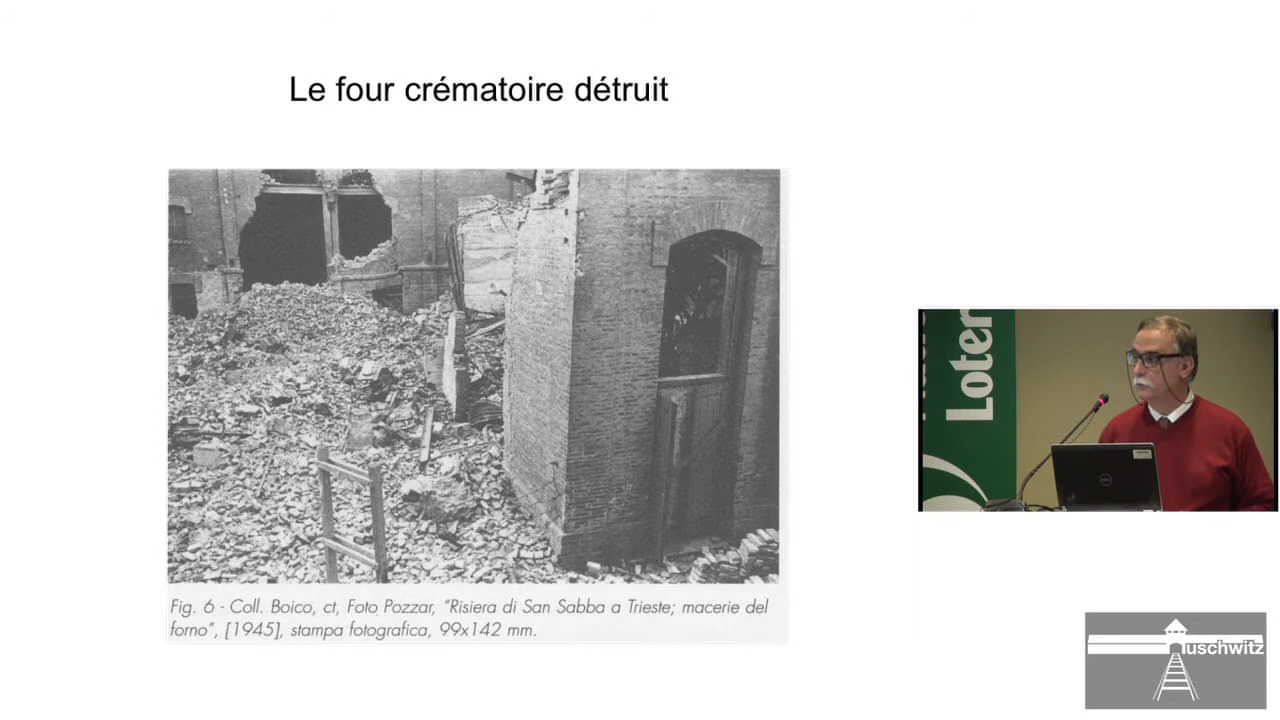 Le four crématoire détruit
Fig. 6 - Coll. Boico, ct, Foto Pozzar, "Risiera di San Sabba a Trieste; macerie del
forno", [1945], stampa fotografica, 99x142 mm.
Loter
uschwitz